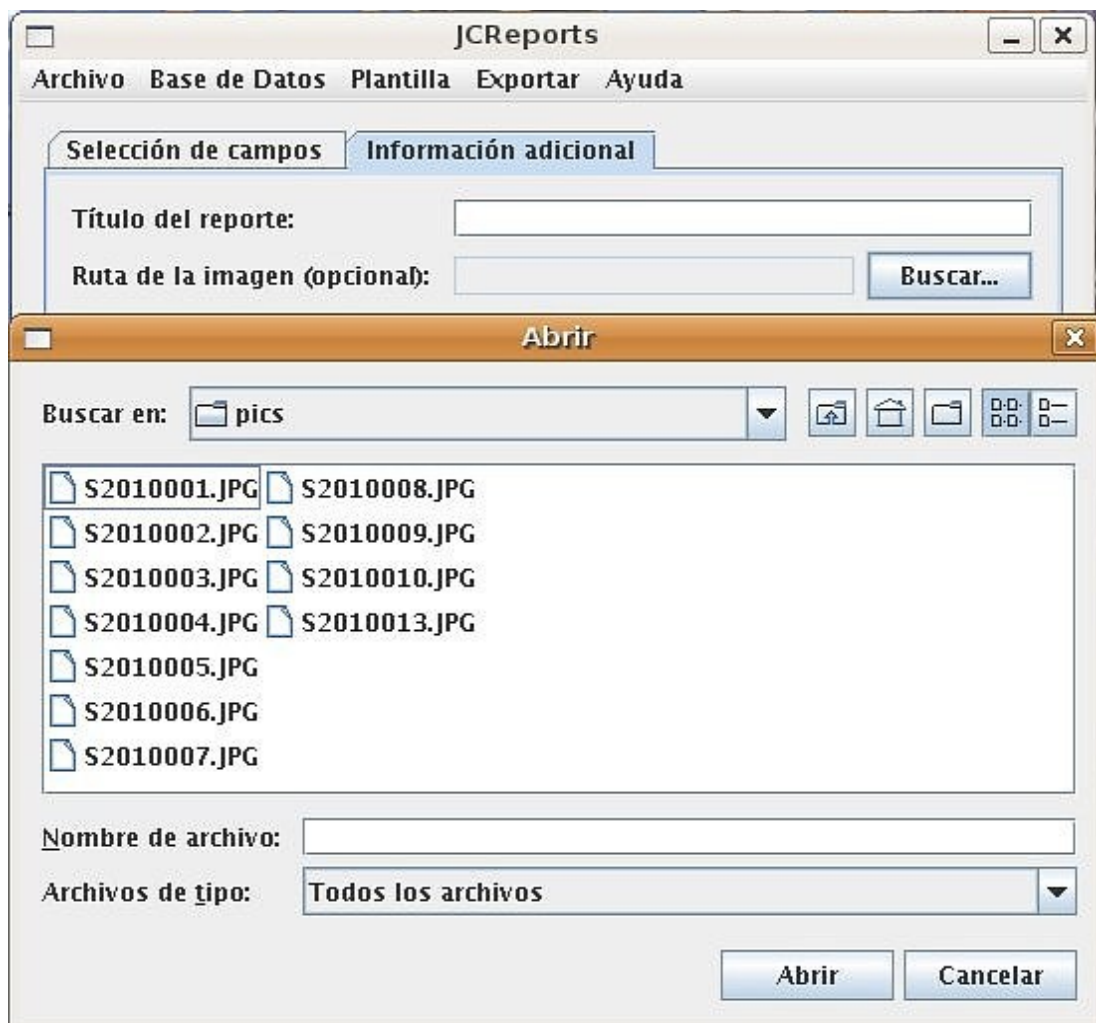 JCReports
Archivo Base de Datos Plantilla Exportar Ayuda
Selección de campos Información adicional
Título del reporte:
Ruta de la imagen (opcional): Buscar...
Abrir
Buscar en: pics
S2010001.JPG S2010008.JPG
S2010002.JPG S2010009.JPG
S2010003.JPG S2010010.JPG
S2010004.JPG S2010013.JPG
S2010005.JPG
S2010006.JPG
S2010007.JPG
Nombre de archivo:
Archivos de tipo: Todos los archivos
Abrir Cancelar